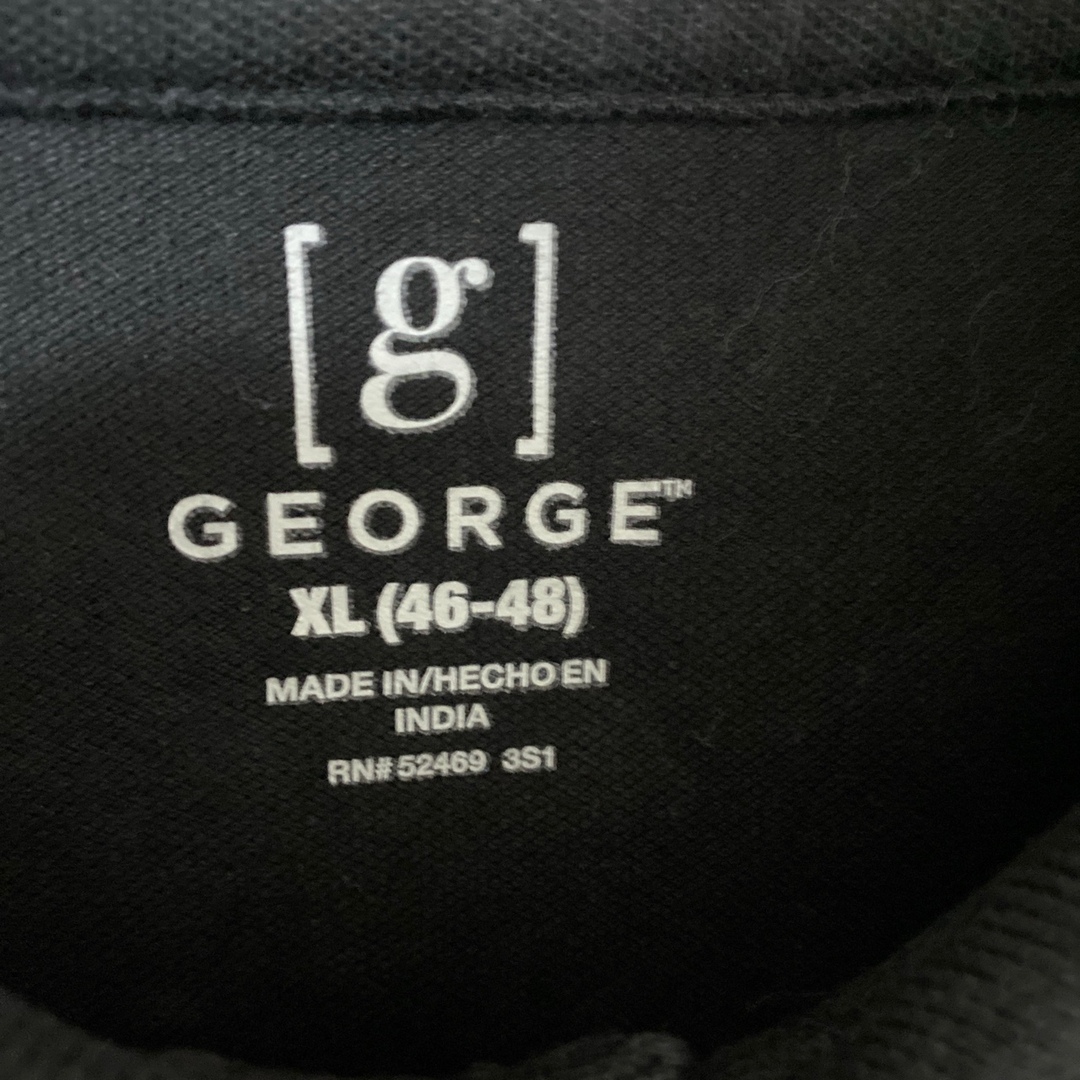 [g]
GEORGE™
XL (46-48)
MADE IN/HECHO EN
INDIA
RN# 52469 3S1